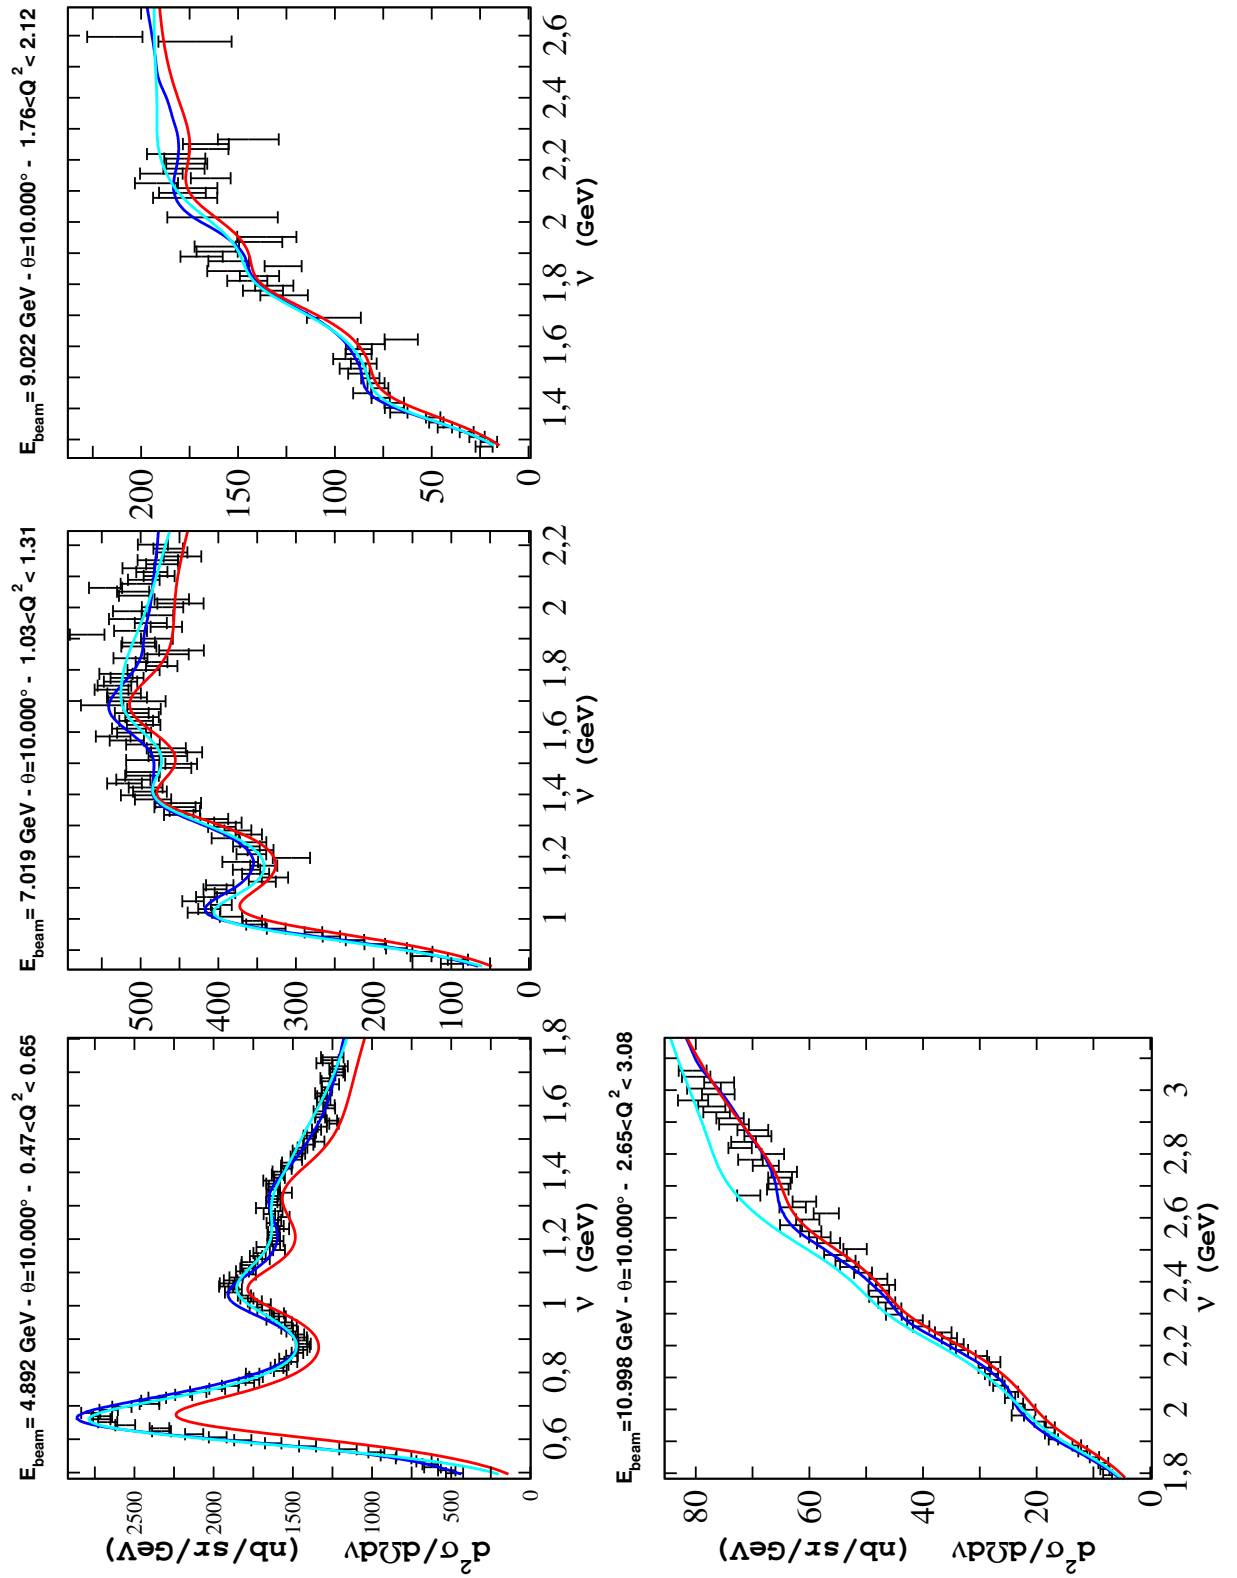 E_beam= 4.892 GeV - θ=10.000° - 0.47<Q² < 0.65
d²σ/dΩdν (nb/sr/GeV)
2500
2000
1500
1000
500
0
0,6 0,8 1 1,2 1,4 1,6 1,8
ν (GeV)
E_beam= 7.019 GeV - θ=10.000° - 1.03<Q² < 1.31
500
400
300
200
100
0
1 1,2 1,4 1,6 1,8 2 2,2
ν (GeV)
E_beam= 9.022 GeV - θ=10.000° - 1.76<Q² < 2.12
200
150
100
50
0
1,4 1,6 1,8 2 2,2 2,4 2,6
ν (GeV)
E_beam=10.998 GeV - θ=10.000° - 2.65<Q² < 3.08
d²σ/dΩdν (nb/sr/GeV)
80
60
40
20
0
1,8 2 2,2 2,4 2,6 2,8 3
ν (GeV)